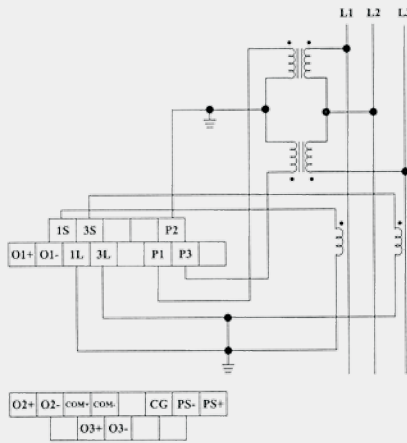 L1 L2 L3
1S 3S P2
O1+ O1- 1L 3L P1 P3
O2+ O2- COM+ COM- CG PS- PS+
O3+ O3-